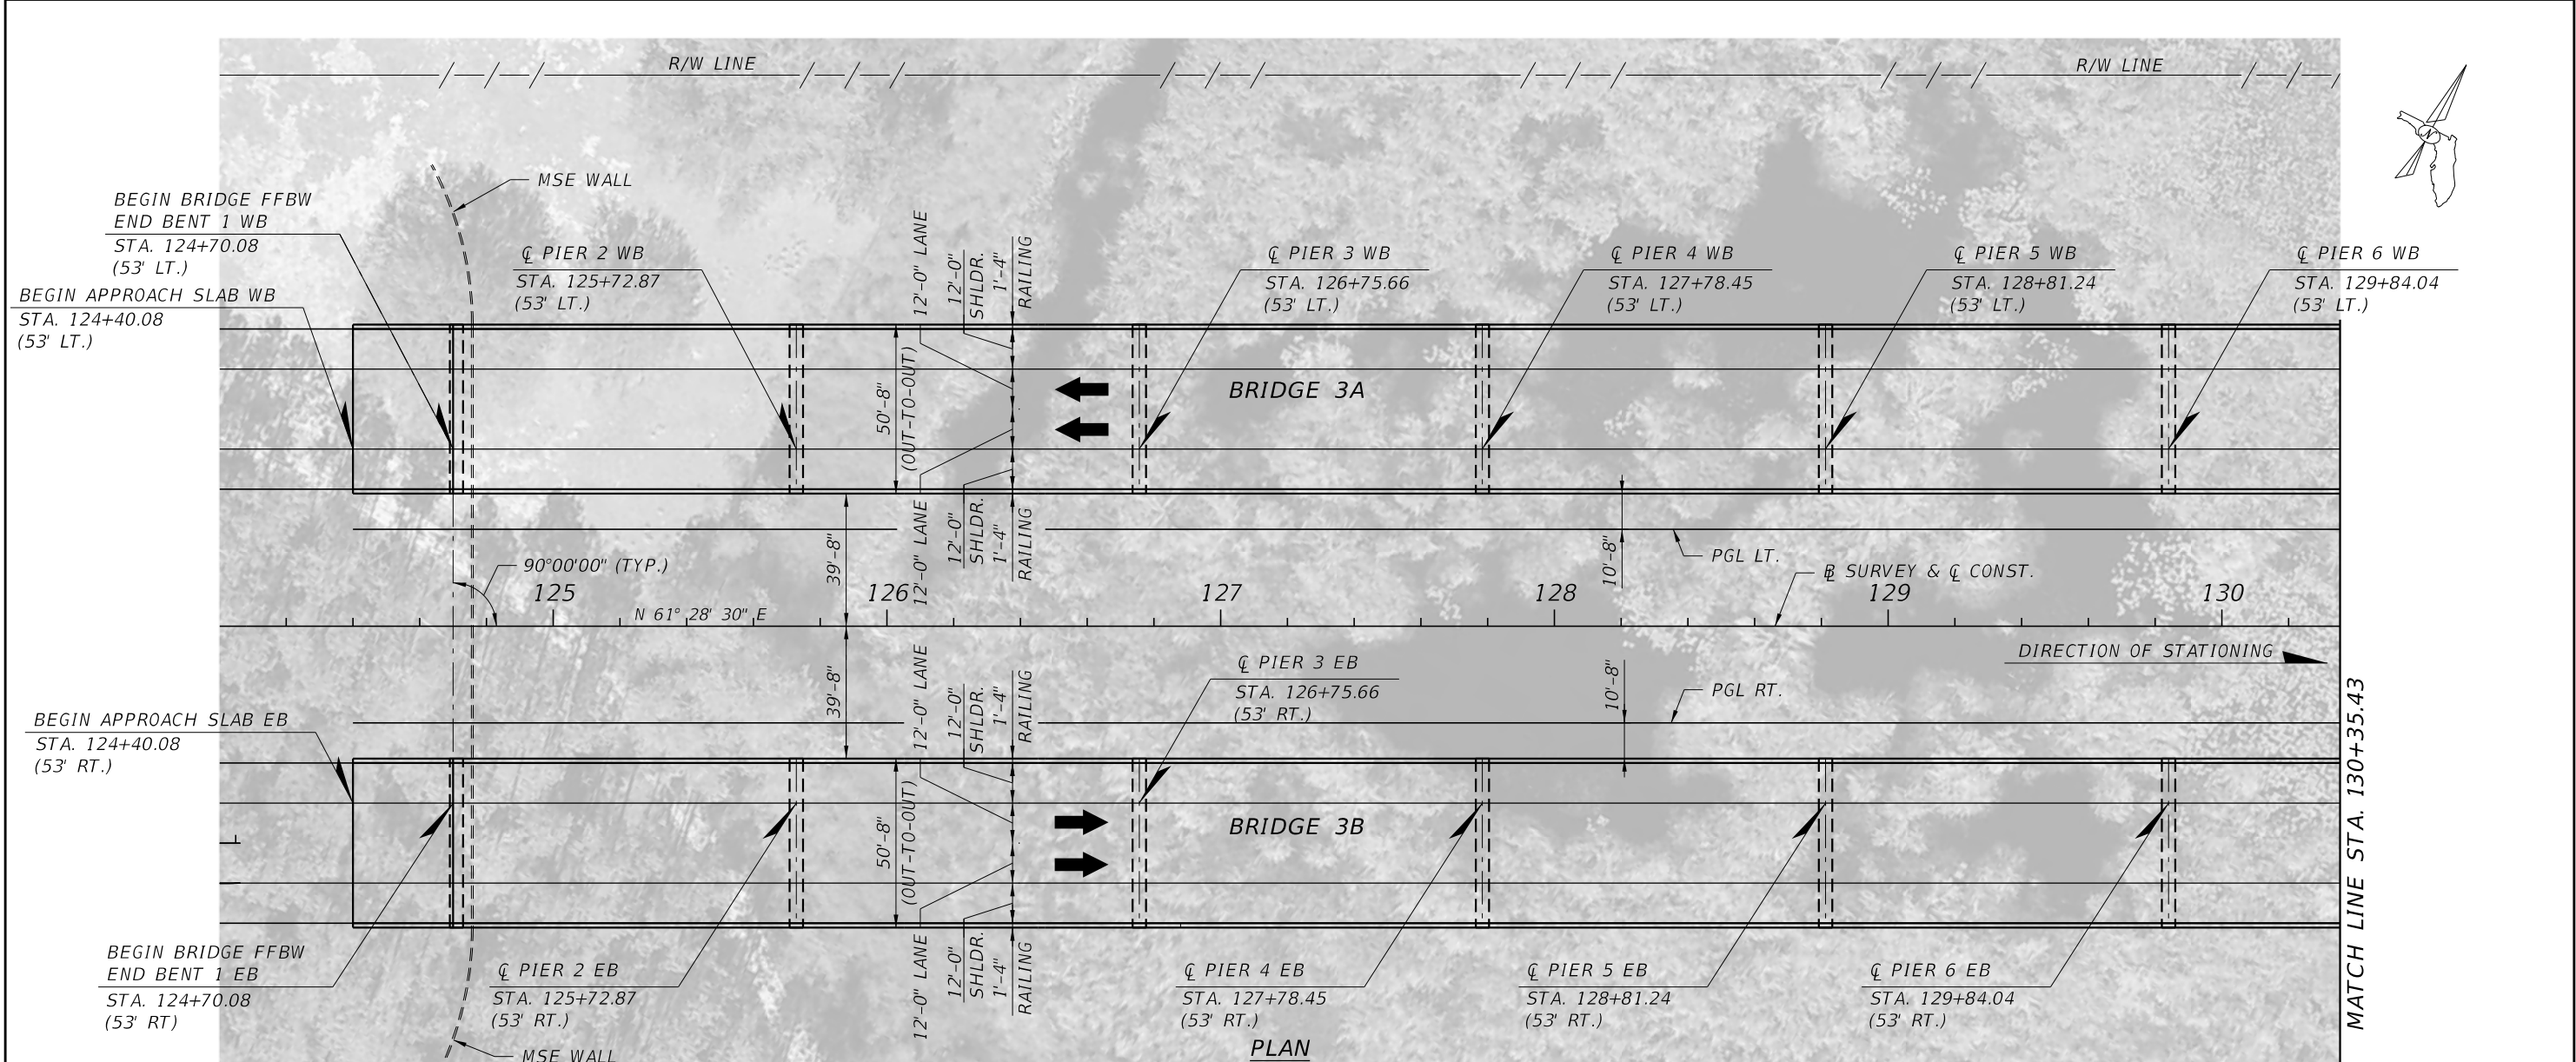 R/W LINE
R/W LINE
N
MSE WALL
BEGIN BRIDGE FFBW
END BENT 1 WB
STA. 124+70.08
(53' LT.)
BEGIN APPROACH SLAB WB
STA. 124+40.08
(53' LT.)
℄ PIER 2 WB
STA. 125+72.87
(53' LT.)
12'-0" LANE
12'-0"
SHLDR.
1'-4"
RAILING
℄ PIER 3 WB
STA. 126+75.66
(53' LT.)
℄ PIER 4 WB
STA. 127+78.45
(53' LT.)
℄ PIER 5 WB
STA. 128+81.24
(53' LT.)
℄ PIER 6 WB
STA. 129+84.04
(53' LT.)
50'-8"
(OUT-TO-OUT)
BRIDGE 3A
39'-8"
12'-0" LANE
12'-0"
SHLDR.
1'-4"
RAILING
10'-8"
PGL LT.
90°00'00" (TYP.)
BL SURVEY & ℄ CONST.
125
126
127
128
129
130
N 61° 28' 30" E
DIRECTION OF STATIONING
39'-8"
12'-0" LANE
12'-0"
SHLDR.
1'-4"
RAILING
℄ PIER 3 EB
STA. 126+75.66
(53' RT.)
10'-8"
PGL RT.
BEGIN APPROACH SLAB EB
STA. 124+40.08
(53' RT.)
50'-8"
(OUT-TO-OUT)
BRIDGE 3B
MATCH LINE STA. 130+35.43
BEGIN BRIDGE FFBW
END BENT 1 EB
STA. 124+70.08
(53' RT)
℄ PIER 2 EB
STA. 125+72.87
(53' RT.)
12'-0" LANE
12'-0"
SHLDR.
1'-4"
RAILING
℄ PIER 4 EB
STA. 127+78.45
(53' RT.)
℄ PIER 5 EB
STA. 128+81.24
(53' RT.)
℄ PIER 6 EB
STA. 129+84.04
(53' RT.)
MSE WALL
PLAN